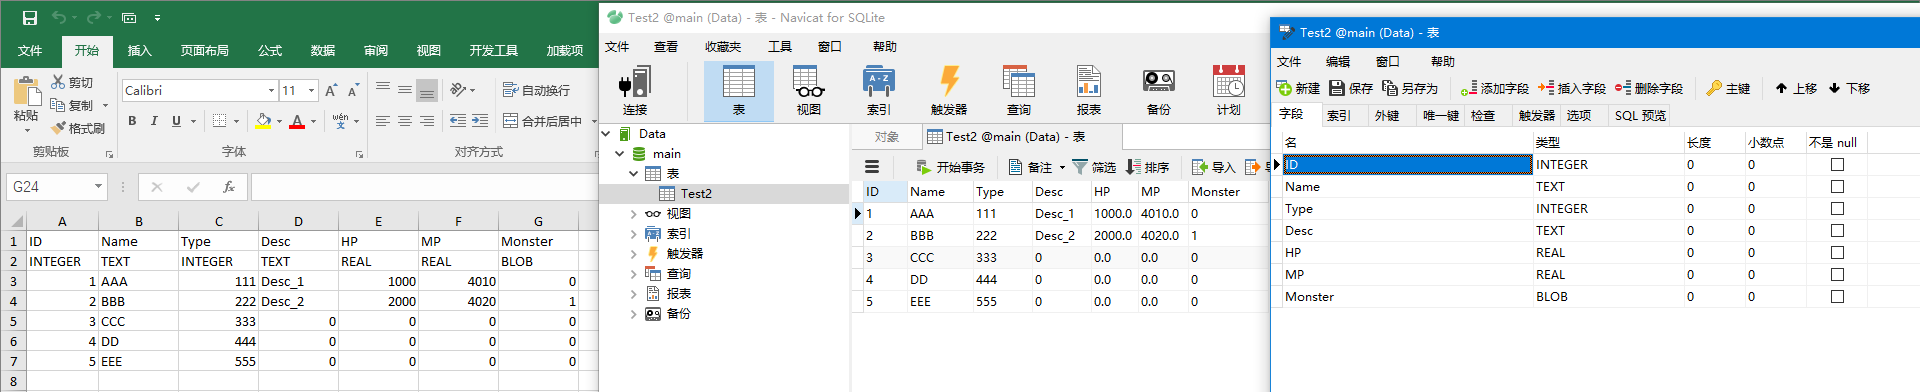 文件 开始 插入 页面布局 公式 数据 审阅 视图 开发工具 加载项
粘贴 剪切 复制 格式刷
剪贴板
Calibri 11
B I U A wén 文
字体
自动换行
合并后居中
对齐方式
G24 fx
A B C D E F G
1 ID Name Type Desc HP MP Monster
2 INTEGER TEXT INTEGER TEXT REAL REAL BLOB
3 1 AAA 111 Desc_1 1000 4010 0
4 2 BBB 222 Desc_2 2000 4020 1
5 3 CCC 333 0 0 0 0
6 4 DD 444 0 0 0 0
7 5 EEE 555 0 0 0 0
8
Test2 @main (Data) - 表 - Navicat for SQLite
文件 查看 收藏夹 工具 窗口 帮助
连接 表 视图 A-Z 索引 触发器 查询 报表 备份 计划
Data
main
表
Test2
视图
索引
触发器
查询
报表
备份
对象 Test2 @main (Data) - 表
开始事务 备注 筛选 排序 导入
ID Name Type Desc HP MP Monster
1 AAA 111 Desc_1 1000.0 4010.0 0
2 BBB 222 Desc_2 2000.0 4020.0 1
3 CCC 333 0 0.0 0.0 0
4 DD 444 0 0.0 0.0 0
5 EEE 555 0 0.0 0.0 0
Test2 @main (Data) - 表
文件 编辑 窗口 帮助
新建 保存 另存为 添加字段 插入字段 删除字段 主键 上移 下移
字段 索引 外键 唯一键 检查 触发器 选项 SQL 预览
名 类型 长度 小数点 不是 null
ID INTEGER 0 0
Name TEXT 0 0
Type INTEGER 0 0
Desc TEXT 0 0
HP REAL 0 0
MP REAL 0 0
Monster BLOB 0 0